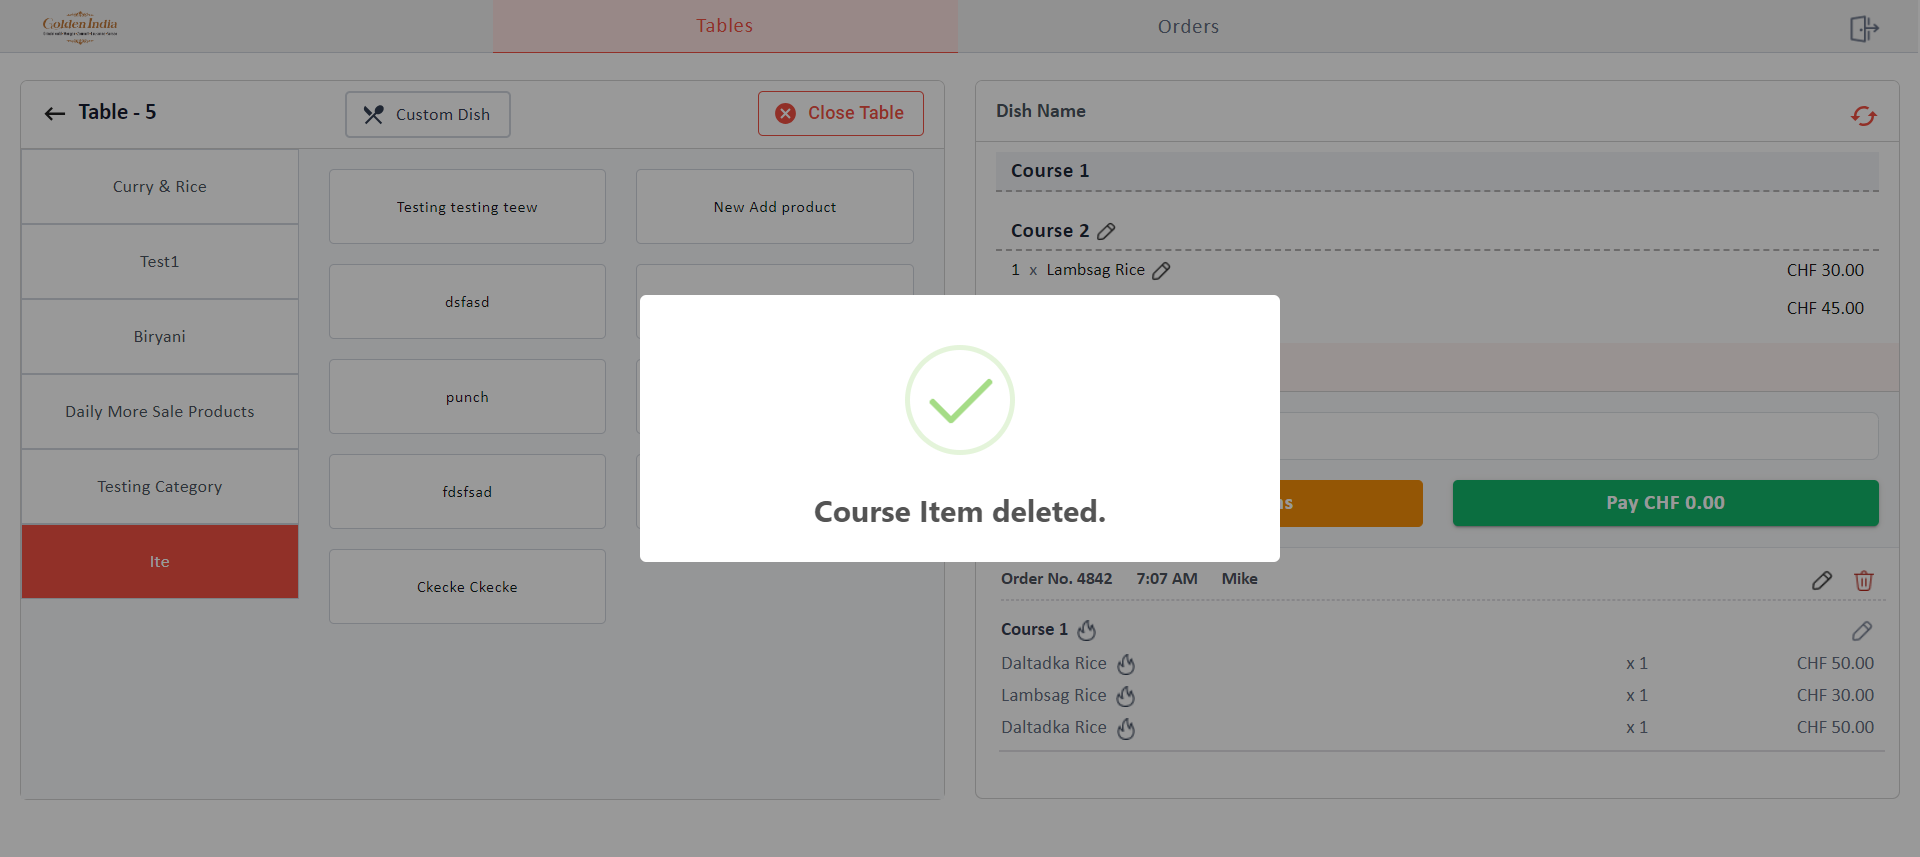 Golden India
Tables
Orders
Table - 5
Custom Dish
Close Table
Curry & Rice
Test1
Biryani
Daily More Sale Products
Testing Category
Ite
Testing testing teew
New Add product
dsfasd
punch
fdsfsad
Ckecke Ckecke
Dish Name
Course 1
Course 2
1 x Lambsag Rice CHF 30.00
CHF 45.00
Course Item deleted.
Pay CHF 0.00
Order No. 4842 7:07 AM Mike
Course 1
Daltadka Rice x 1 CHF 50.00
Lambsag Rice x 1 CHF 30.00
Daltadka Rice x 1 CHF 50.00